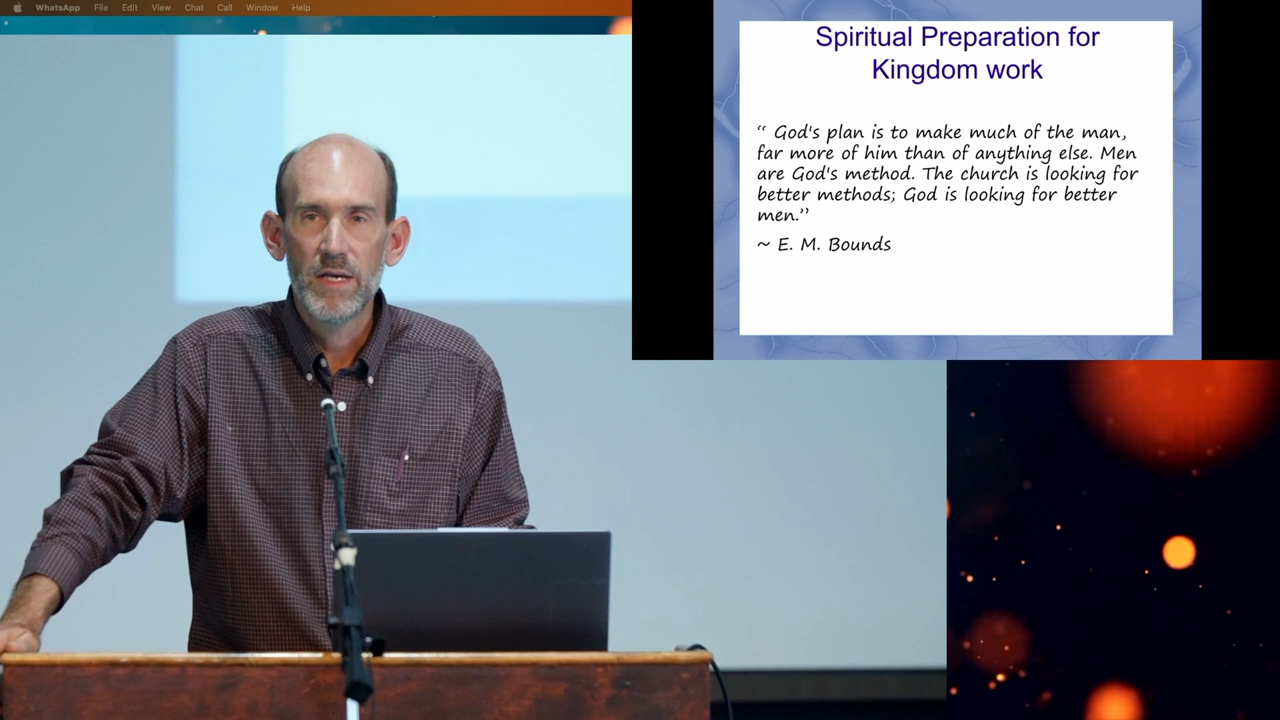 WhatsApp File Edit View Chat Call Window Help
Spiritual Preparation for
Kingdom work
“ God's plan is to make much of the man,
far more of him than of anything else. Men
are God's method. The church is looking for
better methods; God is looking for better
men.”
~ E. M. Bounds